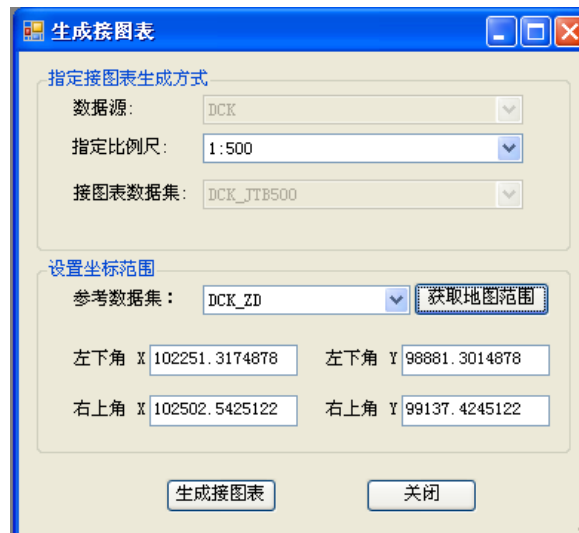 生成接图表
指定接图表生成方式
数据源: DCK
指定比例尺: 1:500
接图表数据集: DCK_JTB500
设置坐标范围
参考数据集： DCK_ZD 获取地图范围
左下角 X 102251.3174878 左下角 Y 98881.3014878
右上角 X 102502.5425122 右上角 Y 99137.4245122
生成接图表 关闭